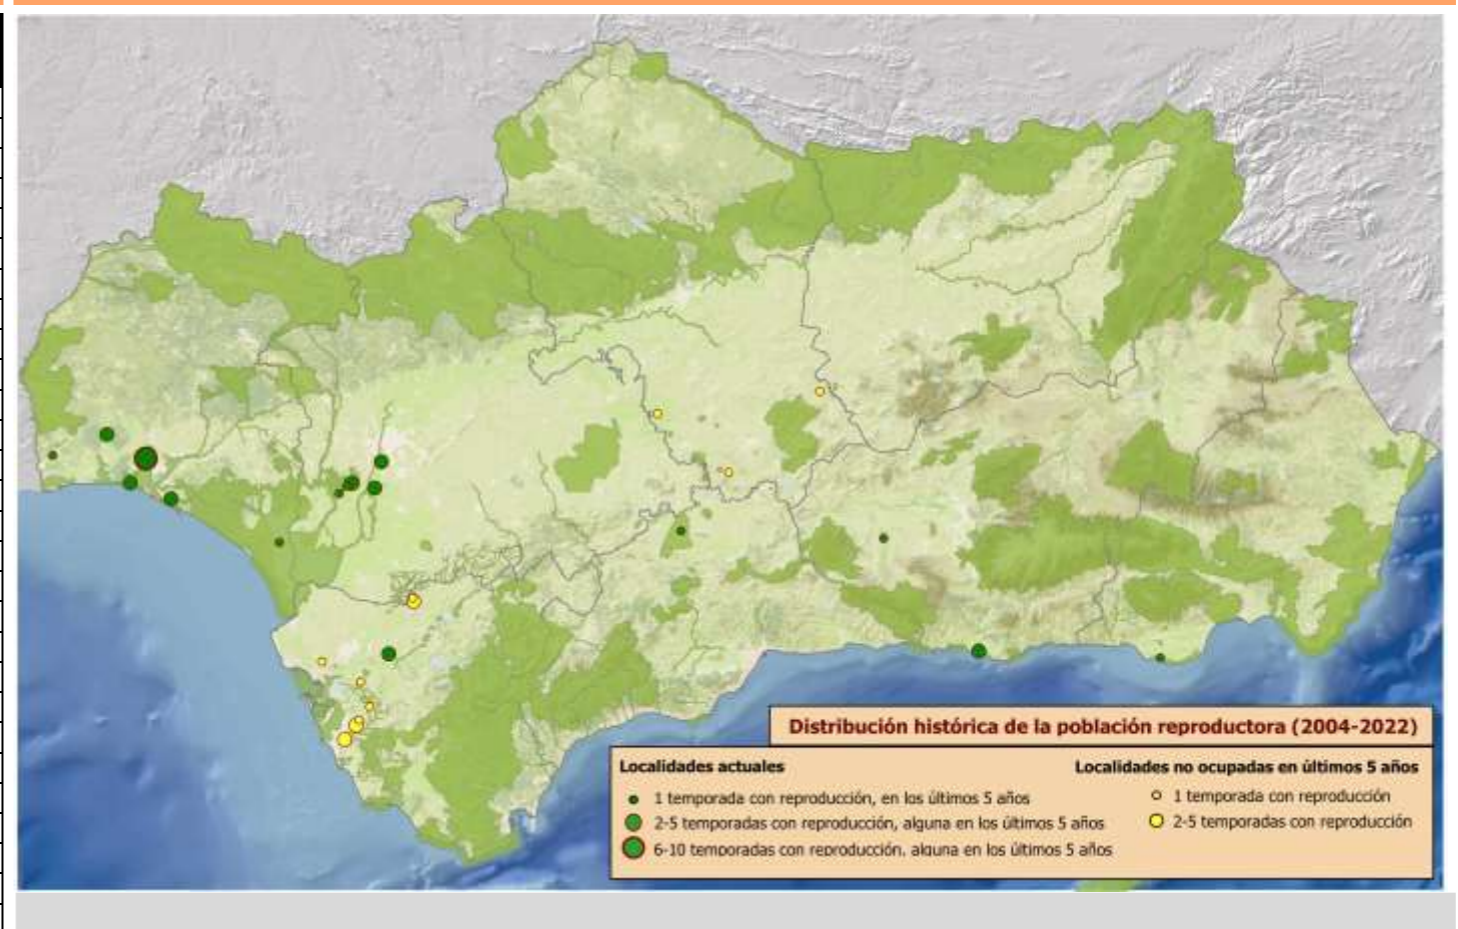 Distribución histórica de la población reproductora (2004-2022)
Localidades actuales
1 temporada con reproducción, en los últimos 5 años
2-5 temporadas con reproducción, alguna en los últimos 5 años
6-10 temporadas con reproducción, alguna en los últimos 5 años
Localidades no ocupadas en últimos 5 años
1 temporada con reproducción
2-5 temporadas con reproducción